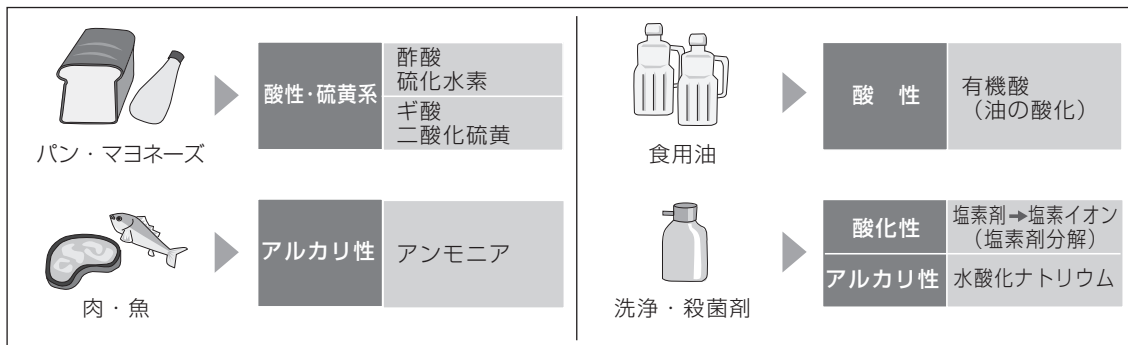 パン・マヨネーズ
酸性・硫黄系
酢酸
硫化水素
ギ酸
二酸化硫黄
肉・魚
アルカリ性
アンモニア
食用油
酸 性
有機酸
（油の酸化）
洗浄・殺菌剤
酸化性
塩素剤➡塩素イオン
（塩素剤分解）
アルカリ性
水酸化ナトリウム